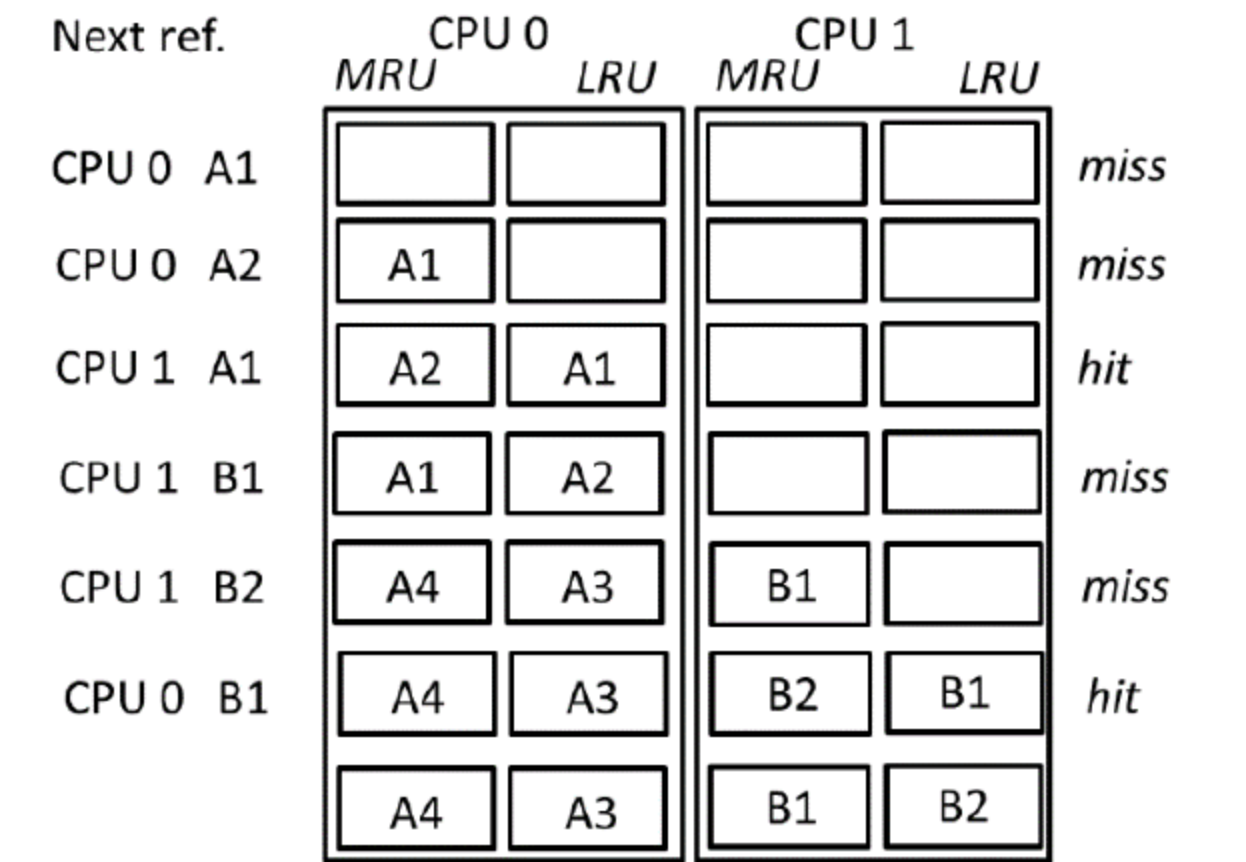 Next ref. CPU 0 CPU 1
MRU LRU MRU LRU
CPU 0 A1 miss
CPU 0 A2 A1 miss
CPU 1 A1 A2 A1 hit
CPU 1 B1 A1 A2 miss
CPU 1 B2 A4 A3 B1 miss
CPU 0 B1 A4 A3 B2 B1 hit
A4 A3 B1 B2